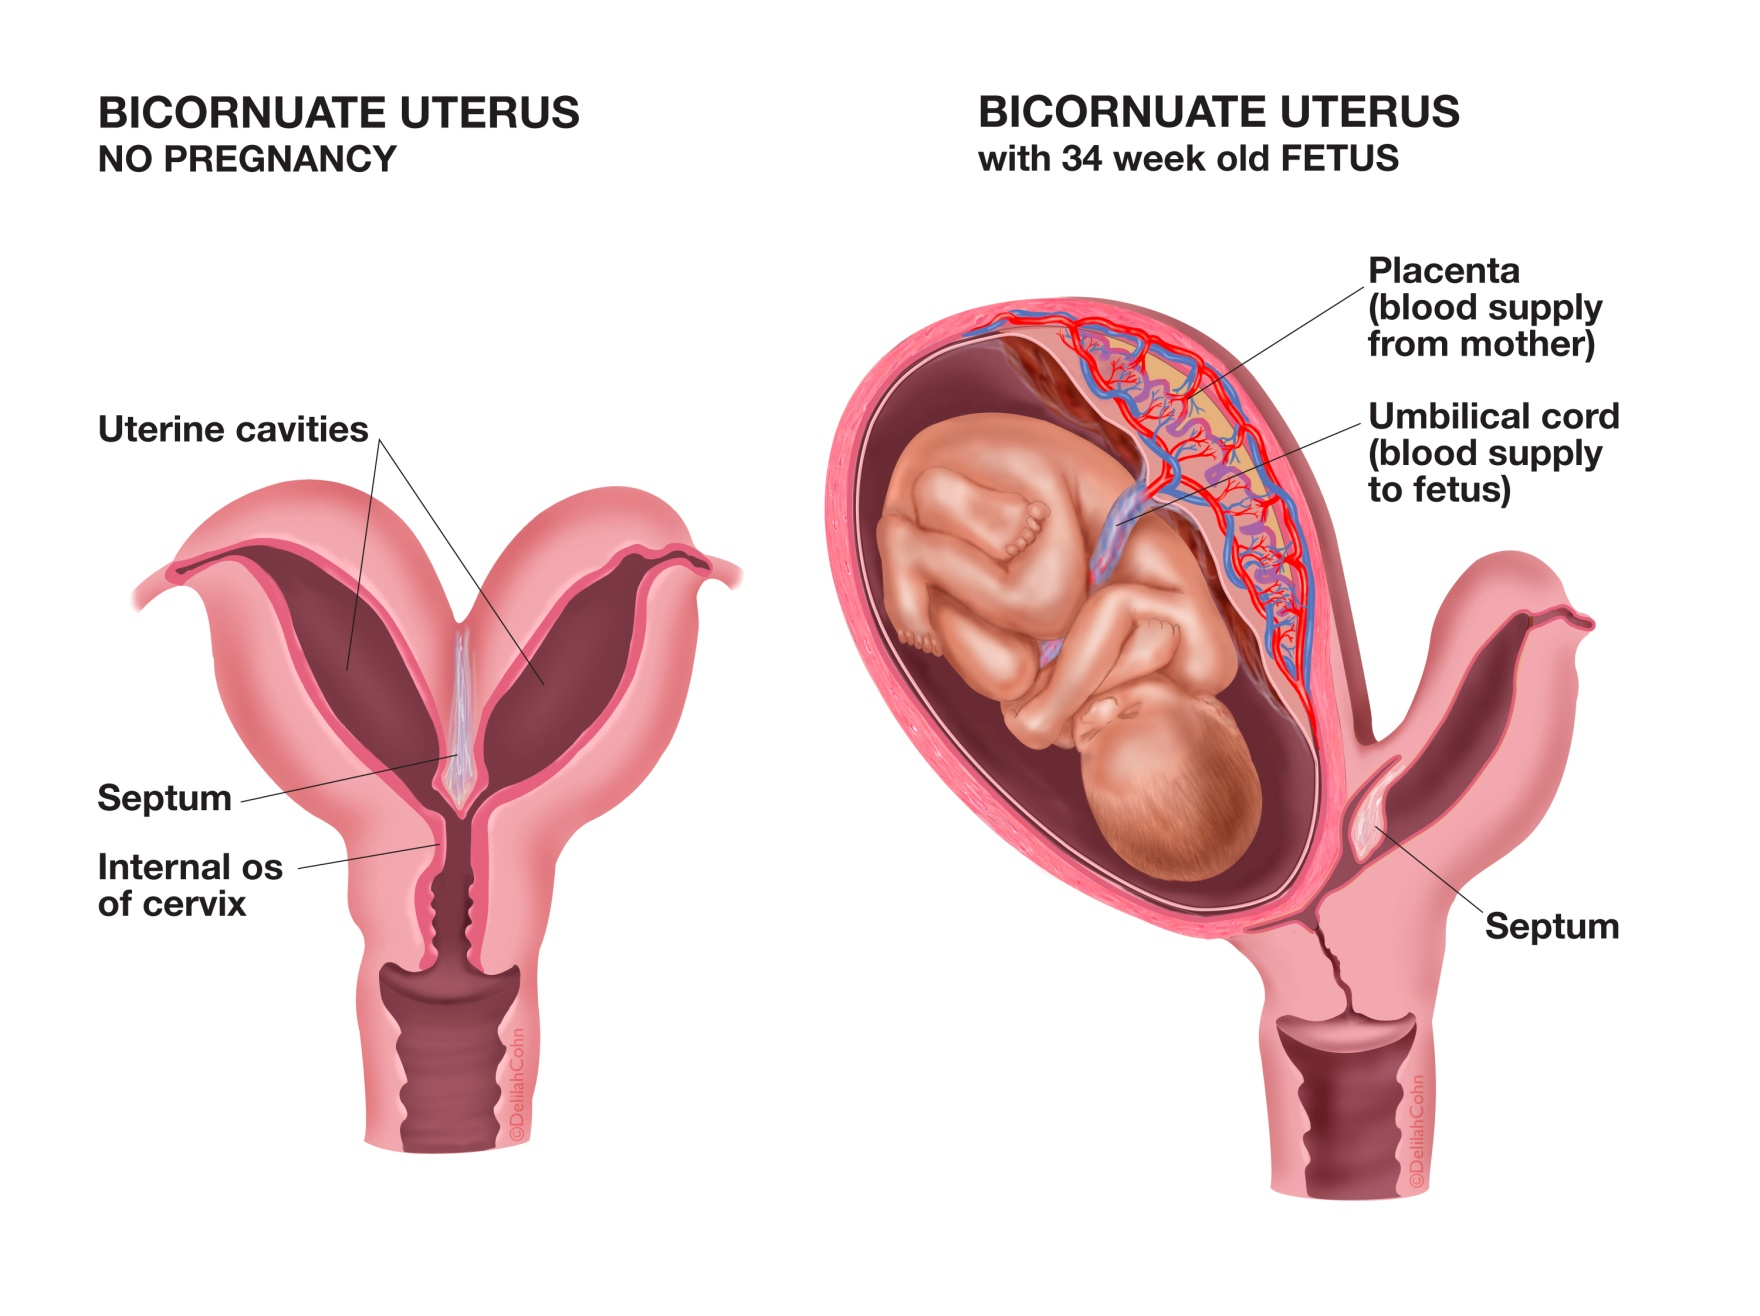 BICORNUATE UTERUS
NO PREGNANCY
Uterine cavities
Septum
Internal os
of cervix
©DelilahCohn
BICORNUATE UTERUS
with 34 week old FETUS
Placenta
(blood supply
from mother)
Umbilical cord
(blood supply
to fetus)
Septum
©DelilahCohn